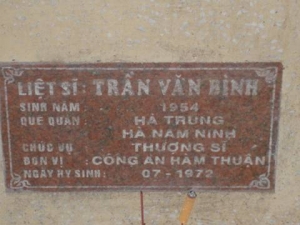 LIỆT SĨ: TRẦN VĂN BÌNH
SINH NĂM : 1954
QUÊ QUÁN : HÀ TRUNG
HÀ NAM NINH
CHỨC VỤ : THƯỢNG SĨ
ĐƠN VỊ : CÔNG AN HÀM THUẬN
NGÀY HY SINH: 07 - 1972